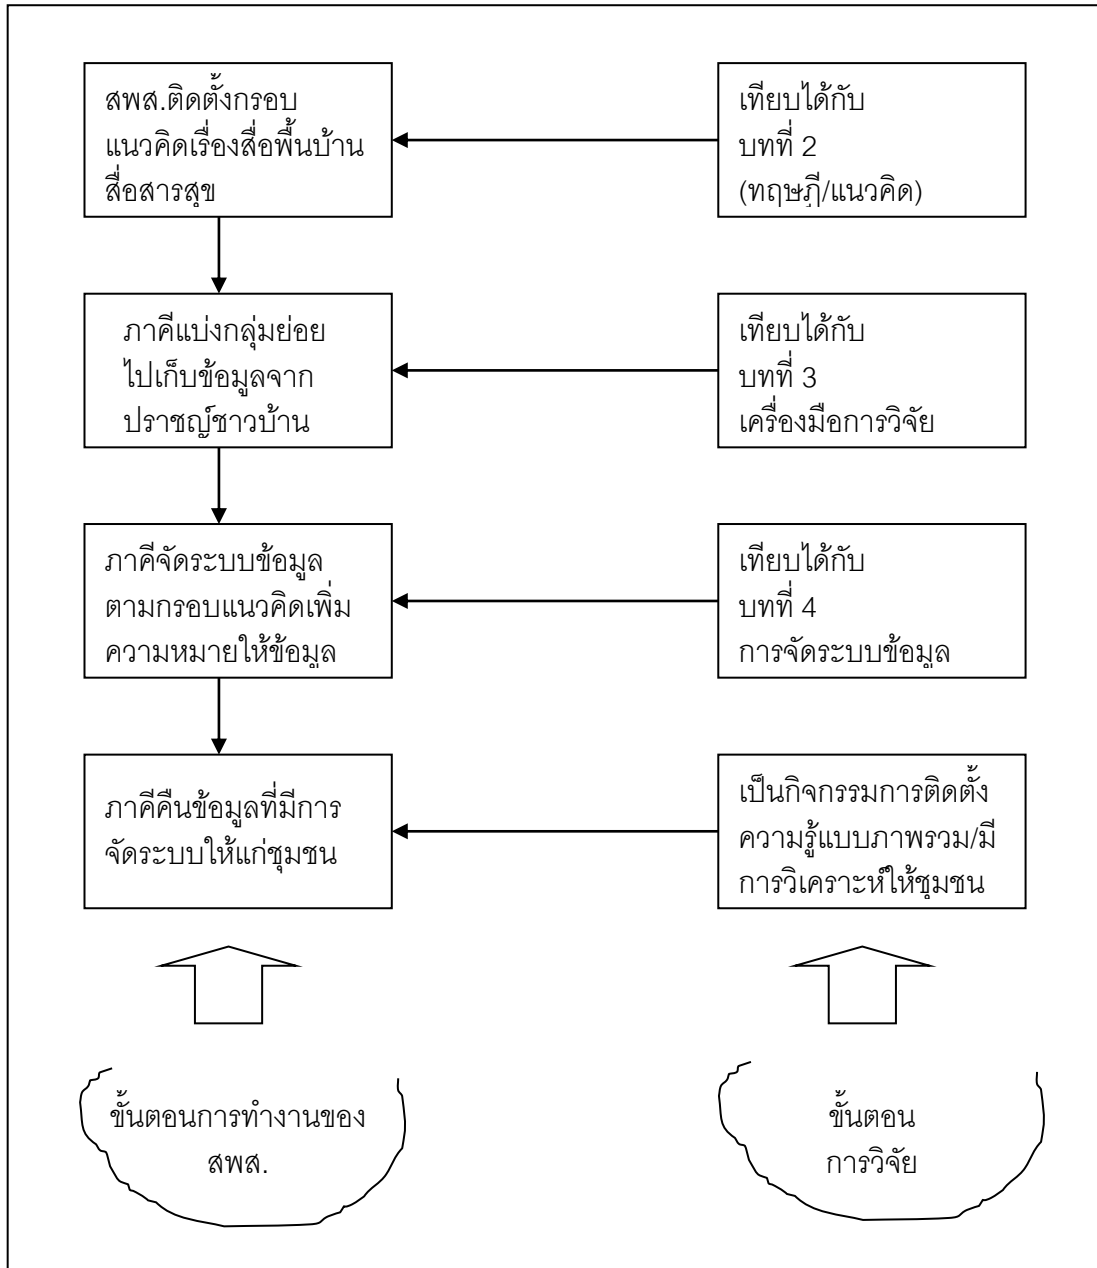 สพส.ติดตั้งกรอบ
แนวคิดเรื่องสื่อพื้นบ้าน
สื่อสารสุข
เทียบได้กับ
บทที่ 2
(ทฤษฎี/แนวคิด)
ภาคีแบ่งกลุ่มย่อย
ไปเก็บข้อมูลจาก
ปราชญ์ชาวบ้าน
เทียบได้กับ
บทที่ 3
เครื่องมือการวิจัย
ภาคีจัดระบบข้อมูล
ตามกรอบแนวคิดเพิ่ม
ความหมายให้ข้อมูล
เทียบได้กับ
บทที่ 4
การจัดระบบข้อมูล
ภาคีคืนข้อมูลที่มีการ
จัดระบบให้แก่ชุมชน
เป็นกิจกรรมการติดตั้ง
ความรู้แบบภาพรวม/มี
การวิเคราะห์ให้ชุมชน
ขั้นตอนการทำงานของ
สพส.
ขั้นตอน
การวิจัย